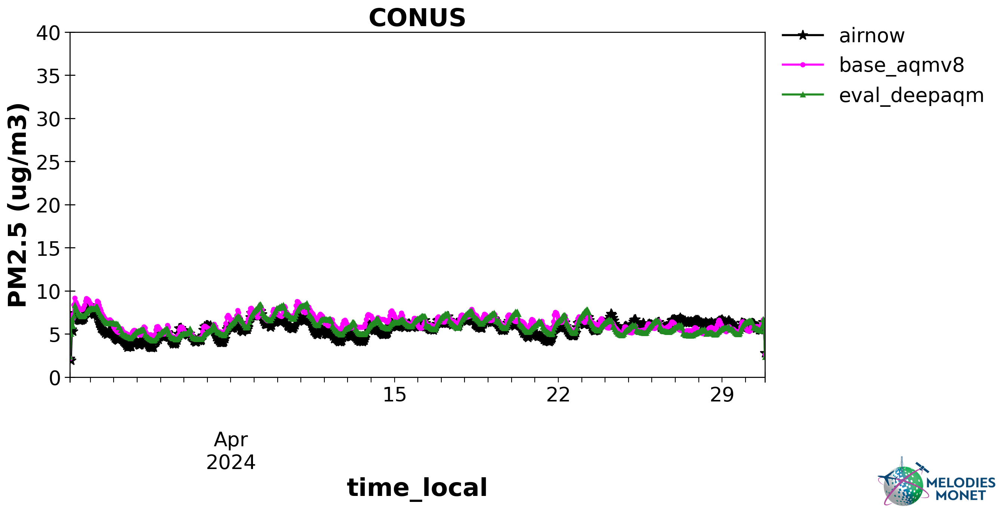 CONUS
40
35
30
25
20
15
10
5
0
PM2.5 (ug/m3)
airnow
base_aqmv8
eval_deepaqm
15
22
29
Apr
2024
time_local
MELODIES
MONET